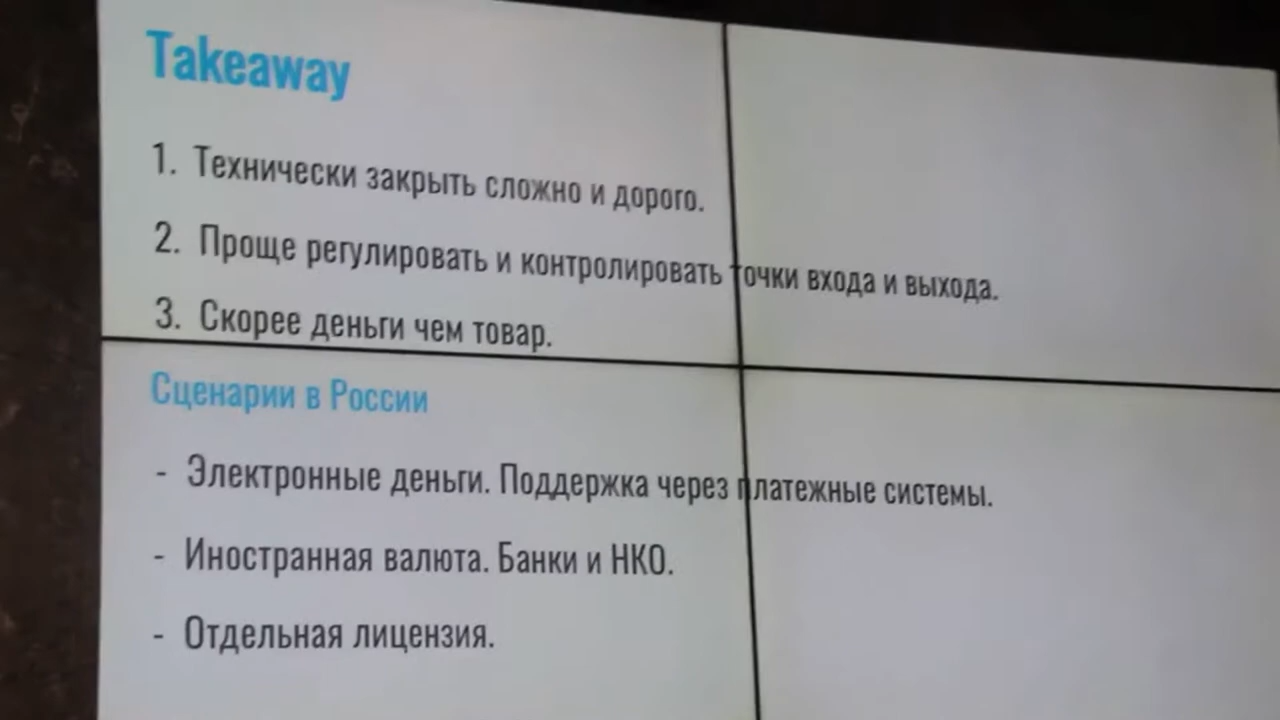 Takeaway
1. Технически закрыть сложно и дорого.
2. Проще регулировать и контролировать точки входа и выхода.
3. Скорее деньги чем товар.
Сценарии в России
- Электронные деньги. Поддержка через платежные системы.
- Иностранная валюта. Банки и НКО.
- Отдельная лицензия.